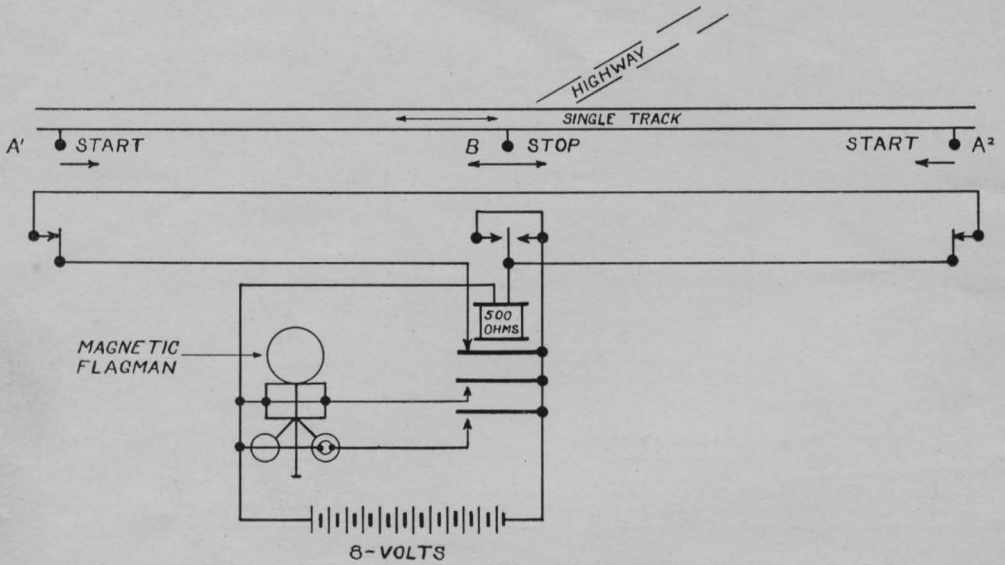 HIGHWAY
SINGLE TRACK
A' START
B STOP
START A²
500
OHMS
MAGNETIC
FLAGMAN
8-VOLTS